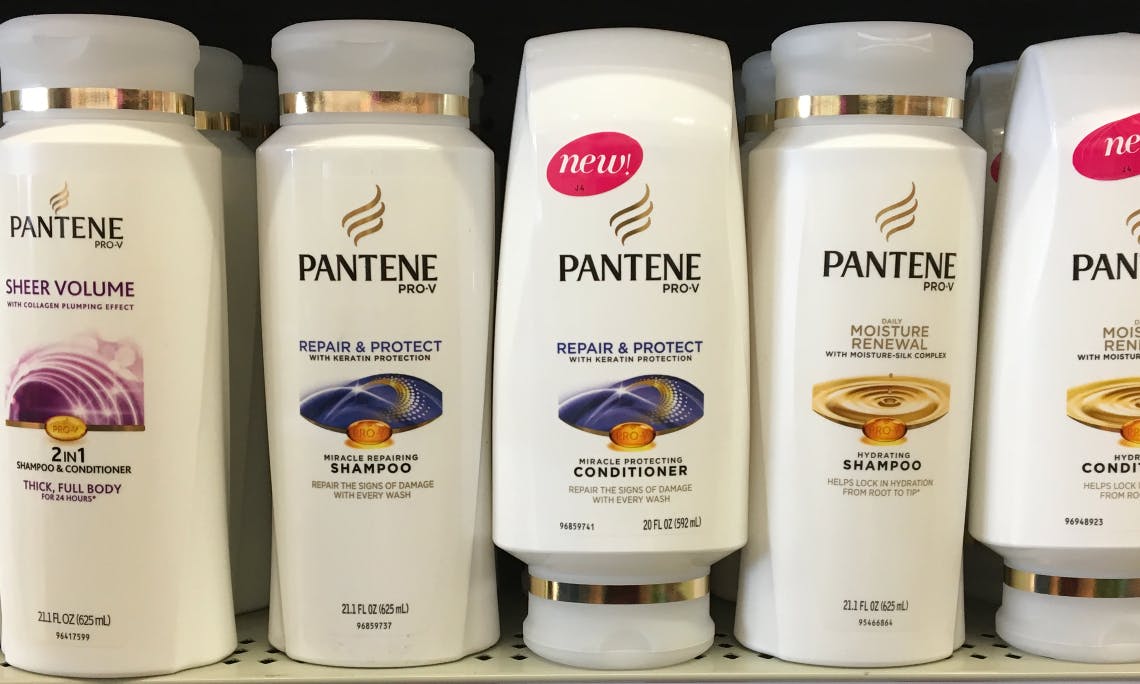 PANTENE
PRO-V
SHEER VOLUME
WITH COLLAGEN PLUMPING EFFECT
PRO-V
2 IN 1
SHAMPOO & CONDITIONER
THICK, FULL BODY
FOR 24 HOURS*
21.1 FL OZ (625 mL)
96417599
PANTENE
PRO-V
REPAIR & PROTECT
WITH KERATIN PROTECTION
PRO-V
MIRACLE REPAIRING
SHAMPOO
REPAIR THE SIGNS OF DAMAGE
WITH EVERY WASH
21.1 FL OZ (625 mL)
96859737
new!
J4
PANTENE
PRO-V
REPAIR & PROTECT
WITH KERATIN PROTECTION
PRO-V
MIRACLE PROTECTING
CONDITIONER
REPAIR THE SIGNS OF DAMAGE
WITH EVERY WASH
96859741 20 FL OZ (592 mL)
PANTENE
PRO-V
DAILY
MOISTURE
RENEWAL
WITH MOISTURE-SILK COMPLEX
PRO-V
HYDRATING
SHAMPOO
HELPS LOCK IN HYDRATION
FROM ROOT TO TIP*
21.1 FL OZ (625 mL)
95466864
ne
J4
PAN
MOIS
REN
WITH MOISTU
PRO
HYDR
CONDIT
HELPS LOCK
FROM RO
96948923